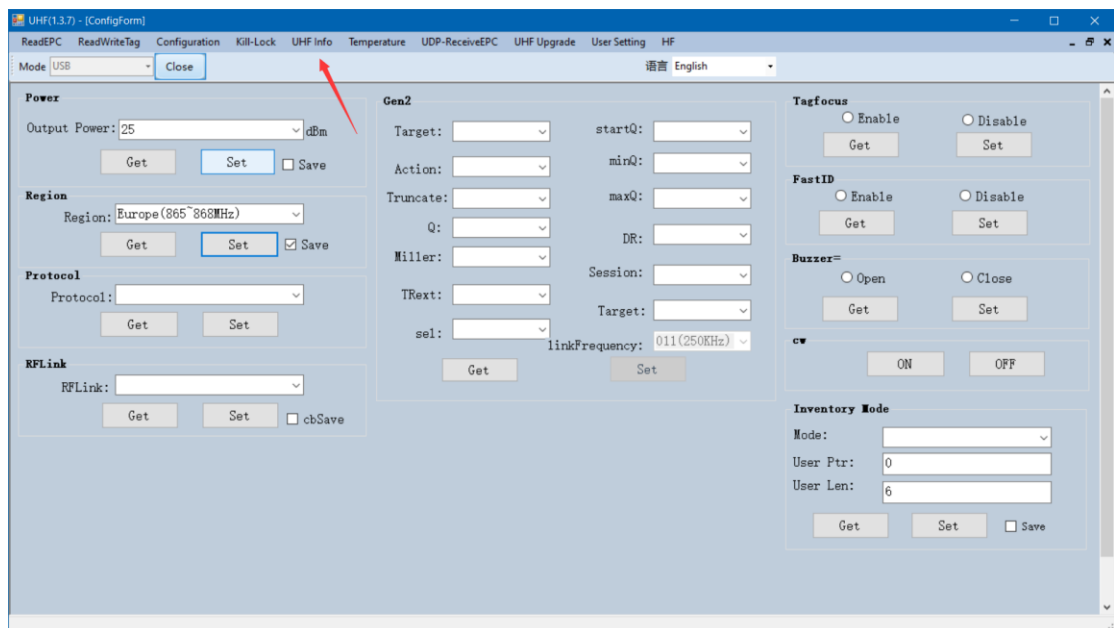 UHF(1.3.7) - [ConfigForm]
ReadEPC ReadWriteTag Configuration Kill-Lock UHF Info Temperature UDP-ReceiveEPC UHF Upgrade User Setting HF
Mode USB Close 语言 English
Power
Output Power: 25 dBm
Get Set Save
Region
Region: Europe(865~868MHz)
Get Set Save
Protocol
Protocol:
Get Set
RFLink
RFLink:
Get Set cbSave
Gen2
Target: startQ:
Action: minQ:
Truncate: maxQ:
Q: DR:
Miller: Session:
TRext: Target:
sel: linkFrequency: 011(250KHz)
Get Set
Tagfocus
Enable Disable
Get Set
FastID
Enable Disable
Get Set
Buzzer=
Open Close
Get Set
cw
ON OFF
Inventory Mode
Mode:
User Ptr: 0
User Len: 6
Get Set Save